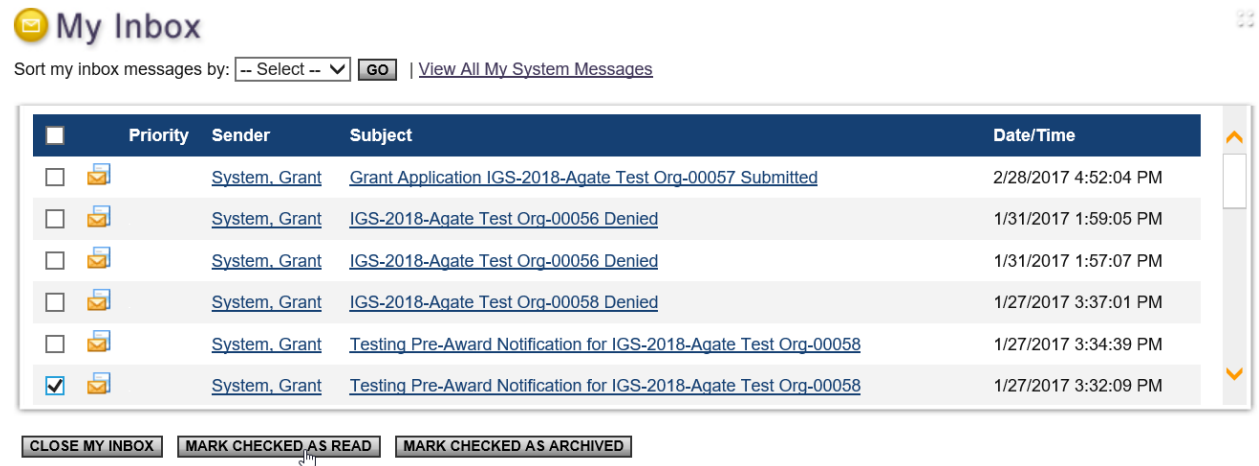 My Inbox
Sort my inbox messages by: -- Select -- GO | View All My System Messages
Priority Sender Subject Date/Time
System, Grant Grant Application IGS-2018-Agate Test Org-00057 Submitted 2/28/2017 4:52:04 PM
System, Grant IGS-2018-Agate Test Org-00056 Denied 1/31/2017 1:59:05 PM
System, Grant IGS-2018-Agate Test Org-00056 Denied 1/31/2017 1:57:07 PM
System, Grant IGS-2018-Agate Test Org-00058 Denied 1/27/2017 3:37:01 PM
System, Grant Testing Pre-Award Notification for IGS-2018-Agate Test Org-00058 1/27/2017 3:34:39 PM
System, Grant Testing Pre-Award Notification for IGS-2018-Agate Test Org-00058 1/27/2017 3:32:09 PM
CLOSE MY INBOX MARK CHECKED AS READ MARK CHECKED AS ARCHIVED